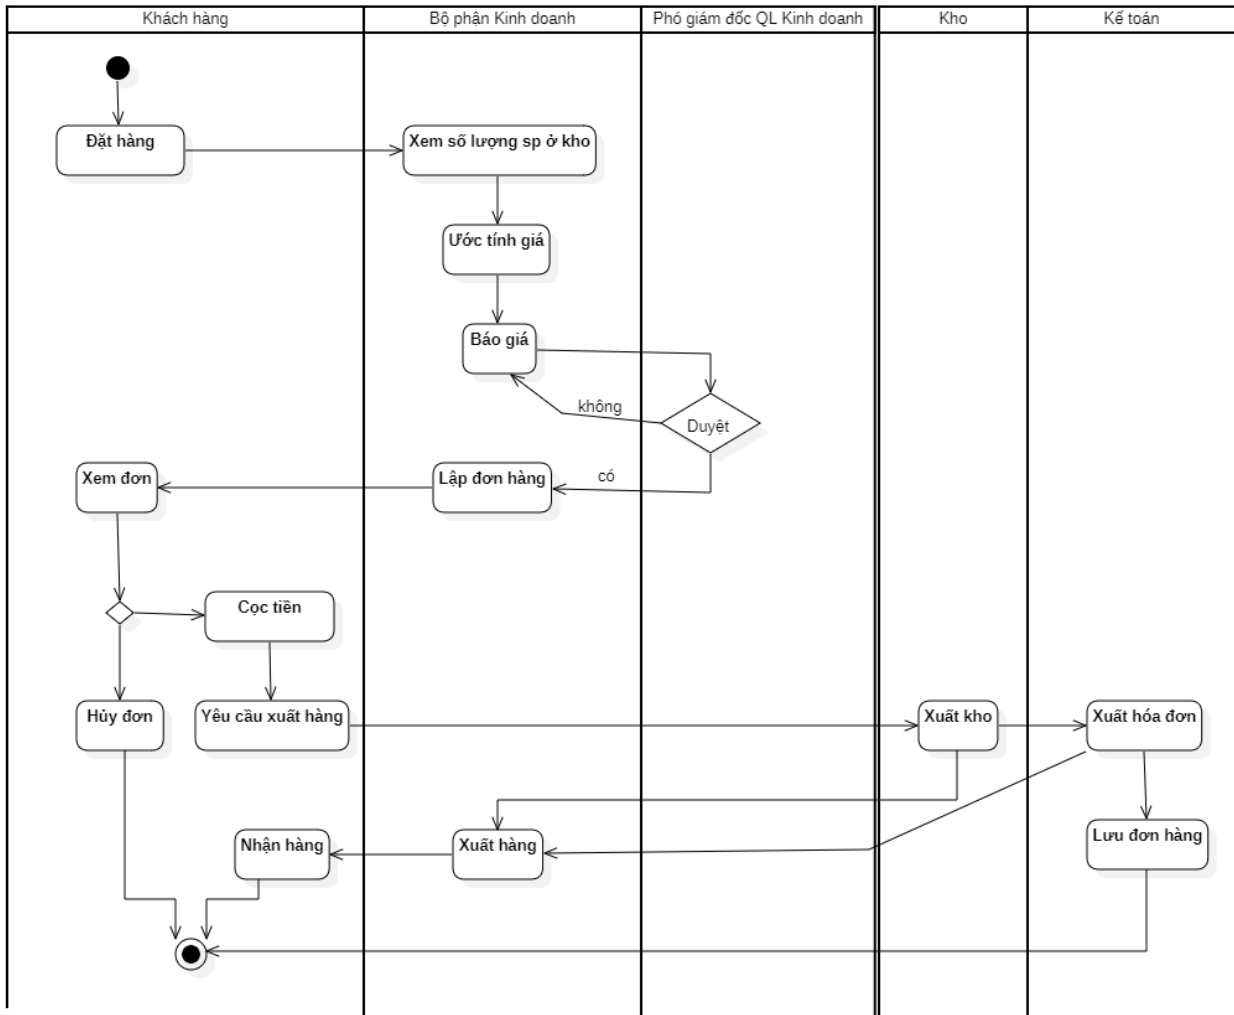 Khách hàng
Bộ phận Kinh doanh
Phó giám đốc QL Kinh doanh
Kho
Kế toán
Đặt hàng
Xem số lượng sp ở kho
Ước tính giá
Báo giá
không
Duyệt
Xem đơn
Lập đơn hàng
có
Cọc tiền
Hủy đơn
Yêu cầu xuất hàng
Xuất kho
Xuất hóa đơn
Nhận hàng
Xuất hàng
Lưu đơn hàng